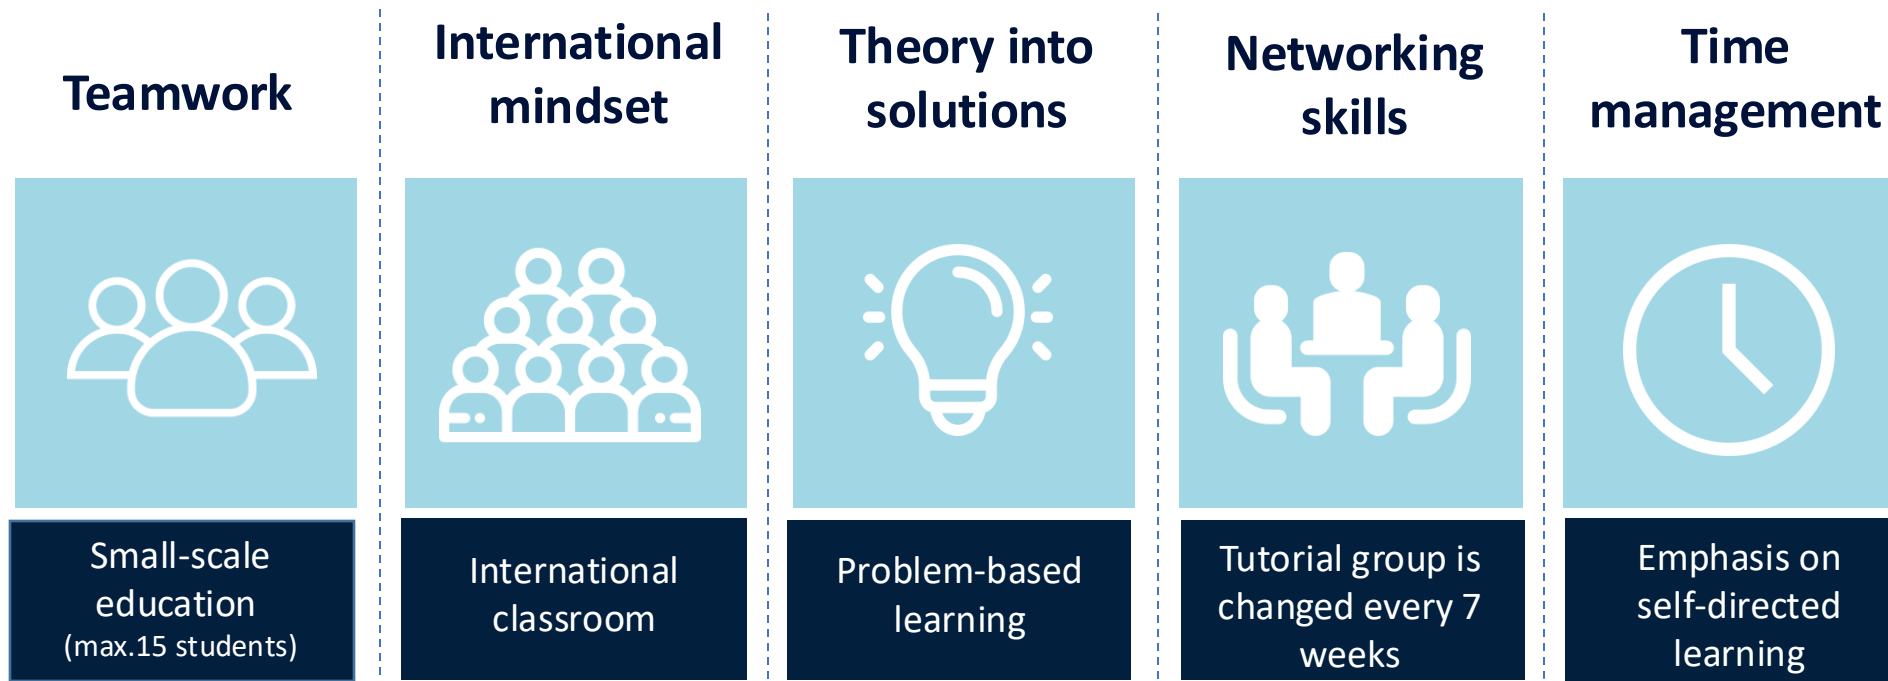 Teamwork
International
mindset
Theory into
solutions
Networking
skills
Time
management
Small-scale
education
(max.15 students)
International
classroom
Problem-based
learning
Tutorial group is
changed every 7
weeks
Emphasis on
self-directed
learning